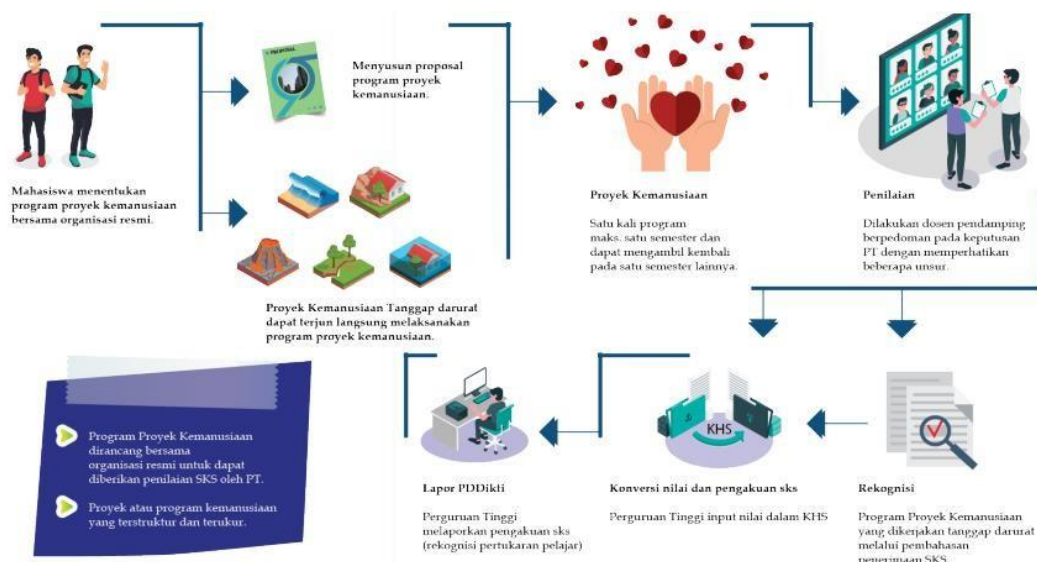 Mahasiswa menentukan
program proyek kemanusiaan
bersama organisasi resmi.
PROPOSAL
Menyusun proposal
program proyek
kemanusiaan.
Proyek Kemanusiaan Tanggap darurat
dapat terjun langsung melaksanakan
program proyek kemanusiaan.
Proyek Kemanusiaan
Satu kali program
maks. satu semester dan
dapat mengambil kembali
pada satu semester lainnya.
Penilaian
Dilakukan dosen pendamping
berpedoman pada keputusan
PT dengan memperhatikan
beberapa unsur.
Rekognisi
Program Proyek Kemanusiaan
yang dikerjakan tanggap darurat
melalui pembahasan
penerimaan SKS.
KHS
Konversi nilai dan pengakuan sks
Perguruan Tinggi input nilai dalam KHS
Lapor PDDikti
Perguruan Tinggi
melaporkan pengakuan sks
(rekognisi pertukaran pelajar)
Program Proyek Kemanusiaan
dirancang bersama
organisasi resmi untuk dapat
diberikan penilaian SKS oleh PT.
Proyek atau program kemanusiaan
yang terstruktur dan terukur.